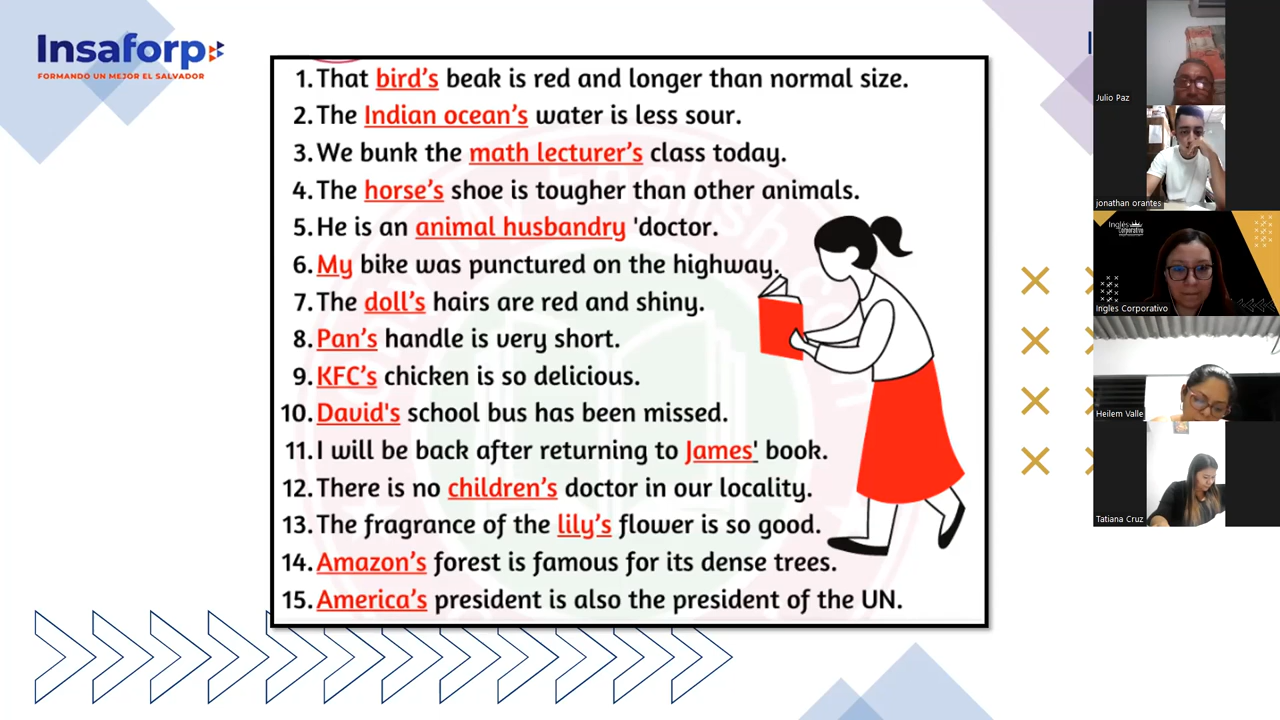 Insaforp
FORMANDO UN MEJOR EL SALVADOR
1. That bird's beak is red and longer than normal size.
2. The Indian ocean's water is less sour.
3. We bunk the math lecturer's class today.
4. The horse's shoe is tougher than other animals.
5. He is an animal husbandry 'doctor.
6. My bike was punctured on the highway.
7. The doll's hairs are red and shiny.
8. Pan's handle is very short.
9. KFC's chicken is so delicious.
10. David's school bus has been missed.
11. I will be back after returning to James' book.
12. There is no children's doctor in our locality.
13. The fragrance of the lily's flower is so good.
14. Amazon's forest is famous for its dense trees.
15. America's president is also the president of the UN.
Julio Paz
jonathan orantes
Inglés
Corporativo
Inglés Corporativo
Heilem Valle
Tatiana Cruz